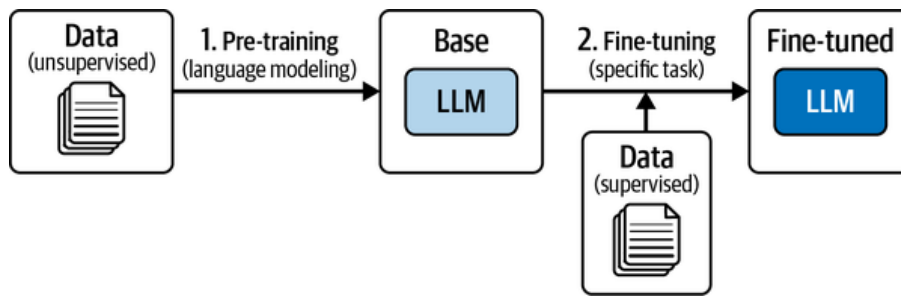 Data
(unsupervised)
1. Pre-training
(language modeling)
Base
LLM
2. Fine-tuning
(specific task)
Data
(supervised)
Fine-tuned
LLM